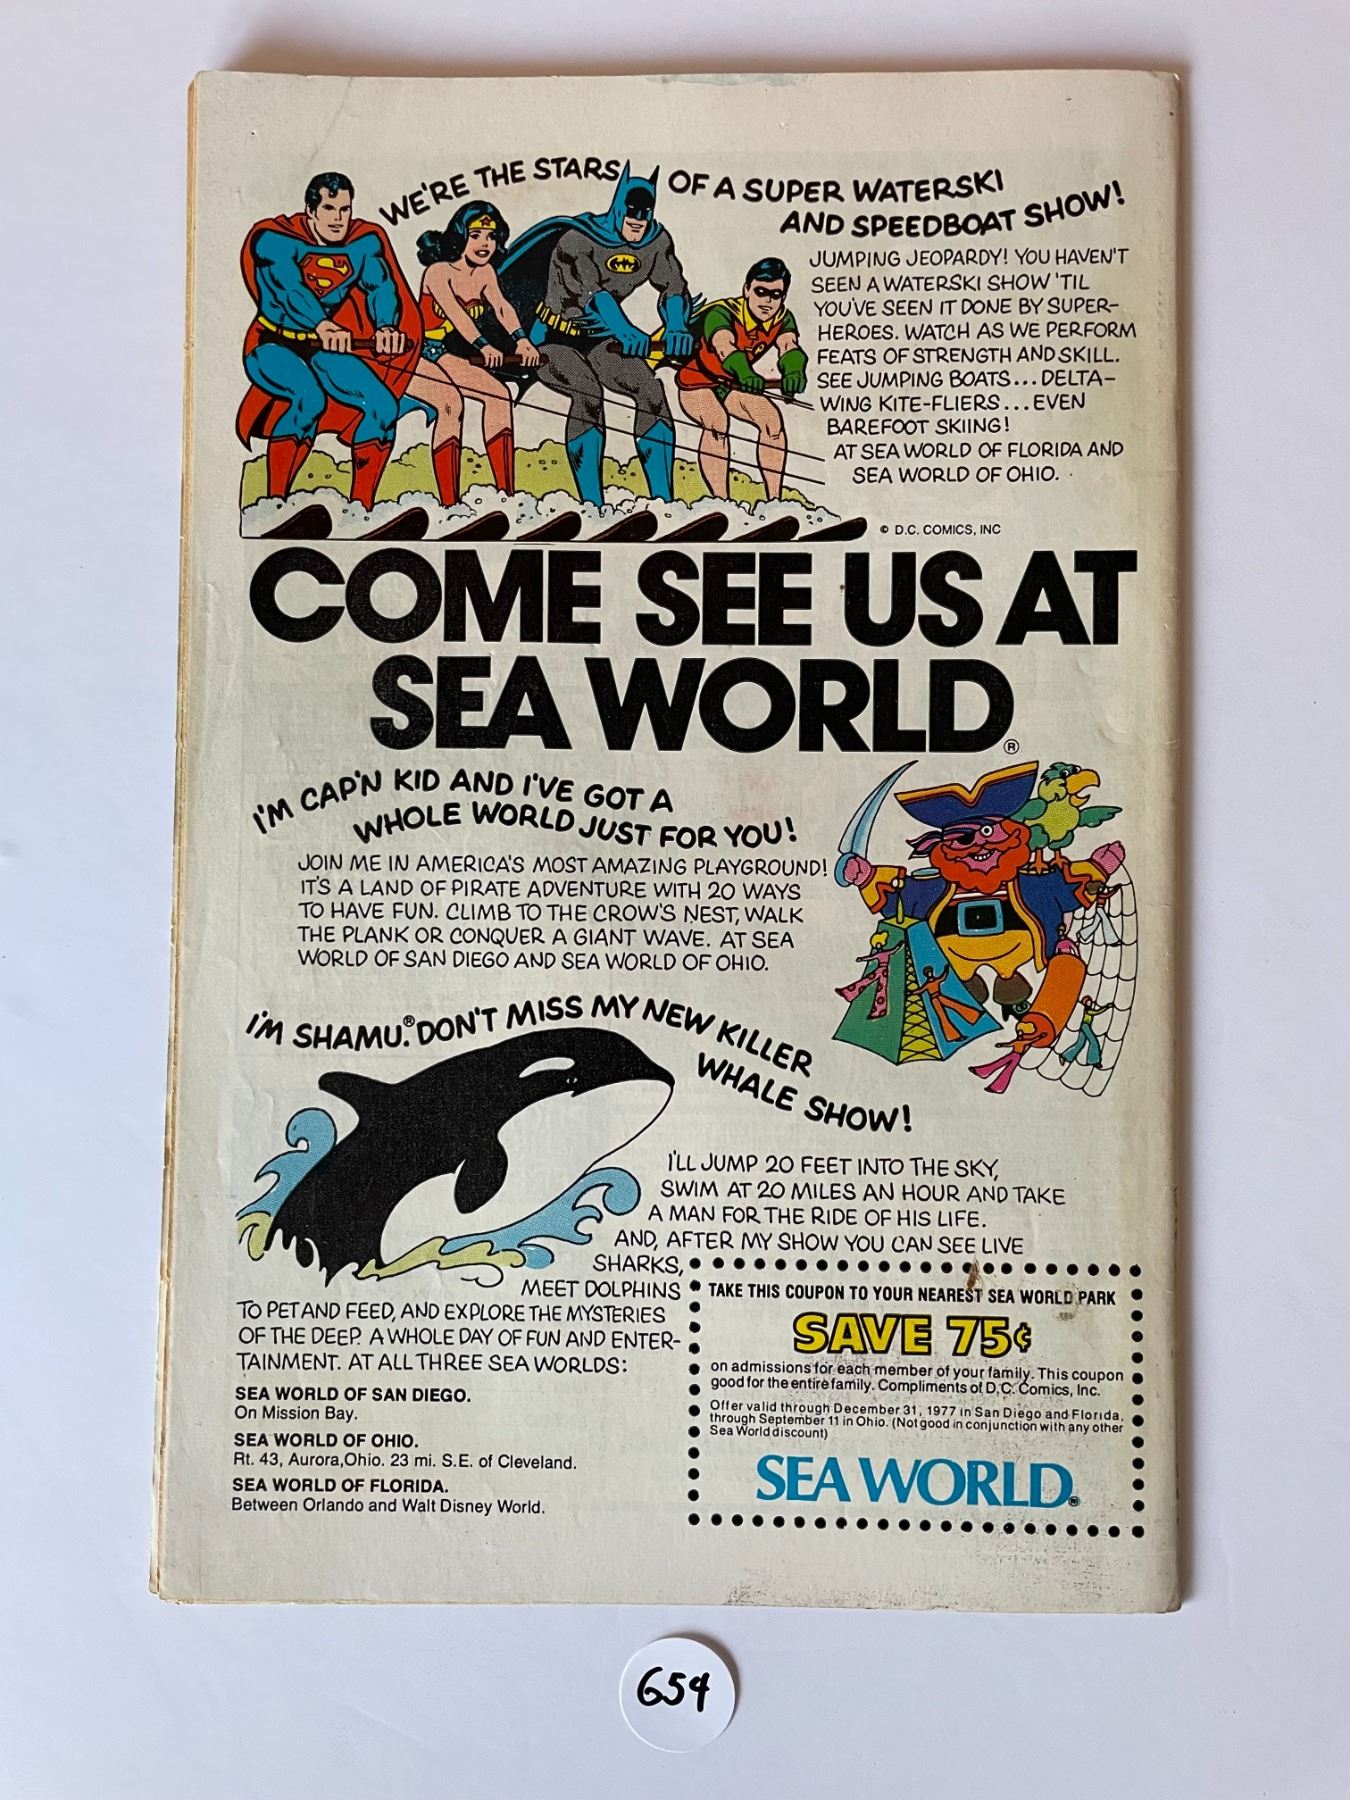 WE'RE THE STARS OF A SUPER WATERSKI
AND SPEEDBOAT SHOW!
JUMPING JEOPARDY! YOU HAVEN'T
SEEN A WATERSKI SHOW 'TIL
YOU'VE SEEN IT DONE BY SUPER-
HEROES. WATCH AS WE PERFORM
FEATS OF STRENGTH AND SKILL.
SEE JUMPING BOATS... DELTA-
WING KITE-FLIERS... EVEN
BAREFOOT SKIING!
AT SEA WORLD OF FLORIDA AND
SEA WORLD OF OHIO.
S
© D.C. COMICS, INC
COME SEE US AT
SEA WORLD®
I'M CAP'N KID AND I'VE GOT A
WHOLE WORLD JUST FOR YOU!
JOIN ME IN AMERICA'S MOST AMAZING PLAYGROUND!
IT'S A LAND OF PIRATE ADVENTURE WITH 20 WAYS
TO HAVE FUN. CLIMB TO THE CROW'S NEST, WALK
THE PLANK OR CONQUER A GIANT WAVE. AT SEA
WORLD OF SAN DIEGO AND SEA WORLD OF OHIO.
I'M SHAMU.® DON'T MISS MY NEW KILLER
WHALE SHOW!
I'LL JUMP 20 FEET INTO THE SKY,
SWIM AT 20 MILES AN HOUR AND TAKE
A MAN FOR THE RIDE OF HIS LIFE.
AND, AFTER MY SHOW YOU CAN SEE LIVE
SHARKS,
MEET DOLPHINS
TO PET AND FEED, AND EXPLORE THE MYSTERIES
OF THE DEEP. A WHOLE DAY OF FUN AND ENTER-
TAINMENT. AT ALL THREE SEA WORLDS:
SEA WORLD OF SAN DIEGO.
On Mission Bay.
SEA WORLD OF OHIO.
Rt. 43, Aurora, Ohio. 23 mi. S.E. of Cleveland.
SEA WORLD OF FLORIDA.
Between Orlando and Walt Disney World.
TAKE THIS COUPON TO YOUR NEAREST SEA WORLD PARK
SAVE 75¢
on admissions for each member of your family. This coupon
good for the entire family. Compliments of D.C. Comics, Inc.
Offer valid through December 31, 1977 in San Diego and Florida,
through September 11 in Ohio. (Not good in conjunction with any other
Sea World discount)
SEA WORLD®
654